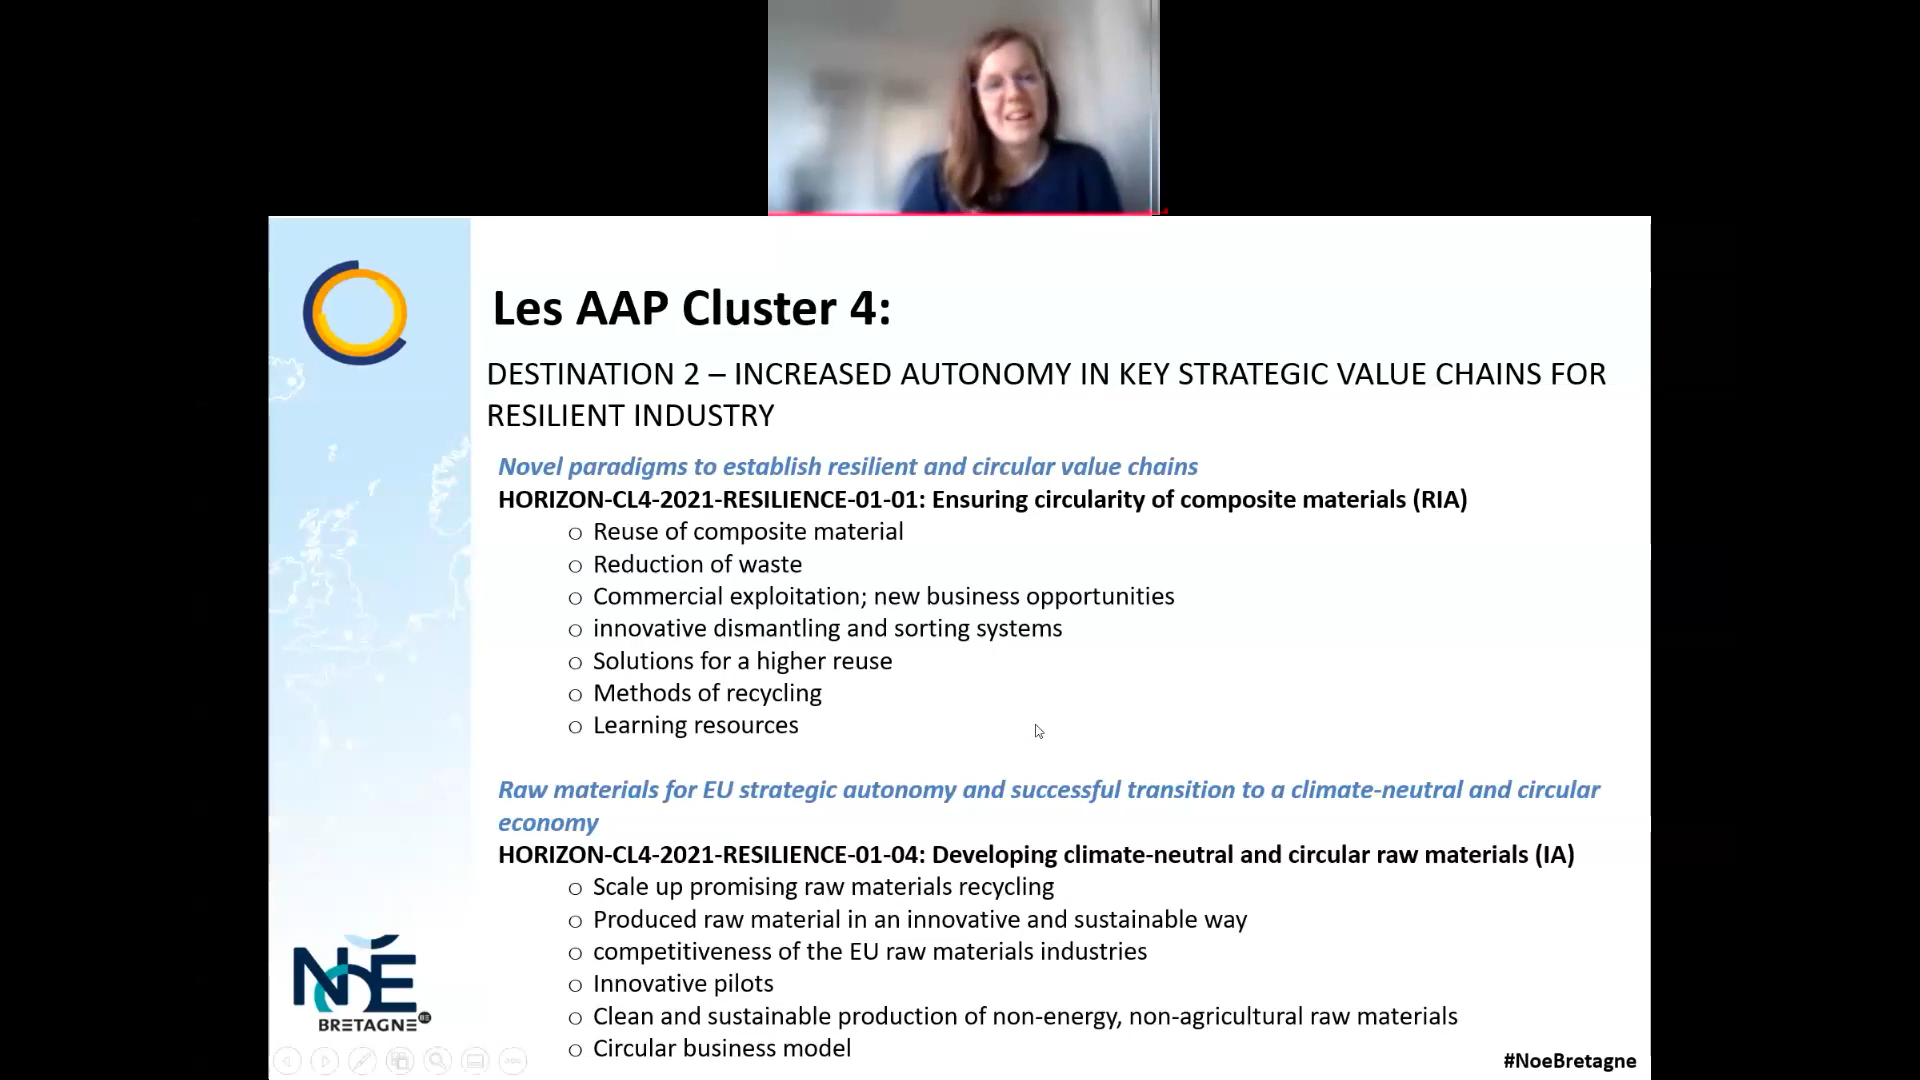 Les AAP Cluster 4:
DESTINATION 2 – INCREASED AUTONOMY IN KEY STRATEGIC VALUE CHAINS FOR
RESILIENT INDUSTRY
Novel paradigms to establish resilient and circular value chains
HORIZON-CL4-2021-RESILIENCE-01-01: Ensuring circularity of composite materials (RIA)
○ Reuse of composite material
○ Reduction of waste
○ Commercial exploitation; new business opportunities
○ innovative dismantling and sorting systems
○ Solutions for a higher reuse
○ Methods of recycling
○ Learning resources
Raw materials for EU strategic autonomy and successful transition to a climate-neutral and circular
economy
HORIZON-CL4-2021-RESILIENCE-01-04: Developing climate-neutral and circular raw materials (IA)
○ Scale up promising raw materials recycling
○ Produced raw material in an innovative and sustainable way
○ competitiveness of the EU raw materials industries
○ Innovative pilots
○ Clean and sustainable production of non-energy, non-agricultural raw materials
○ Circular business model
NOÉ
BRETAGNE
#NoeBretagne